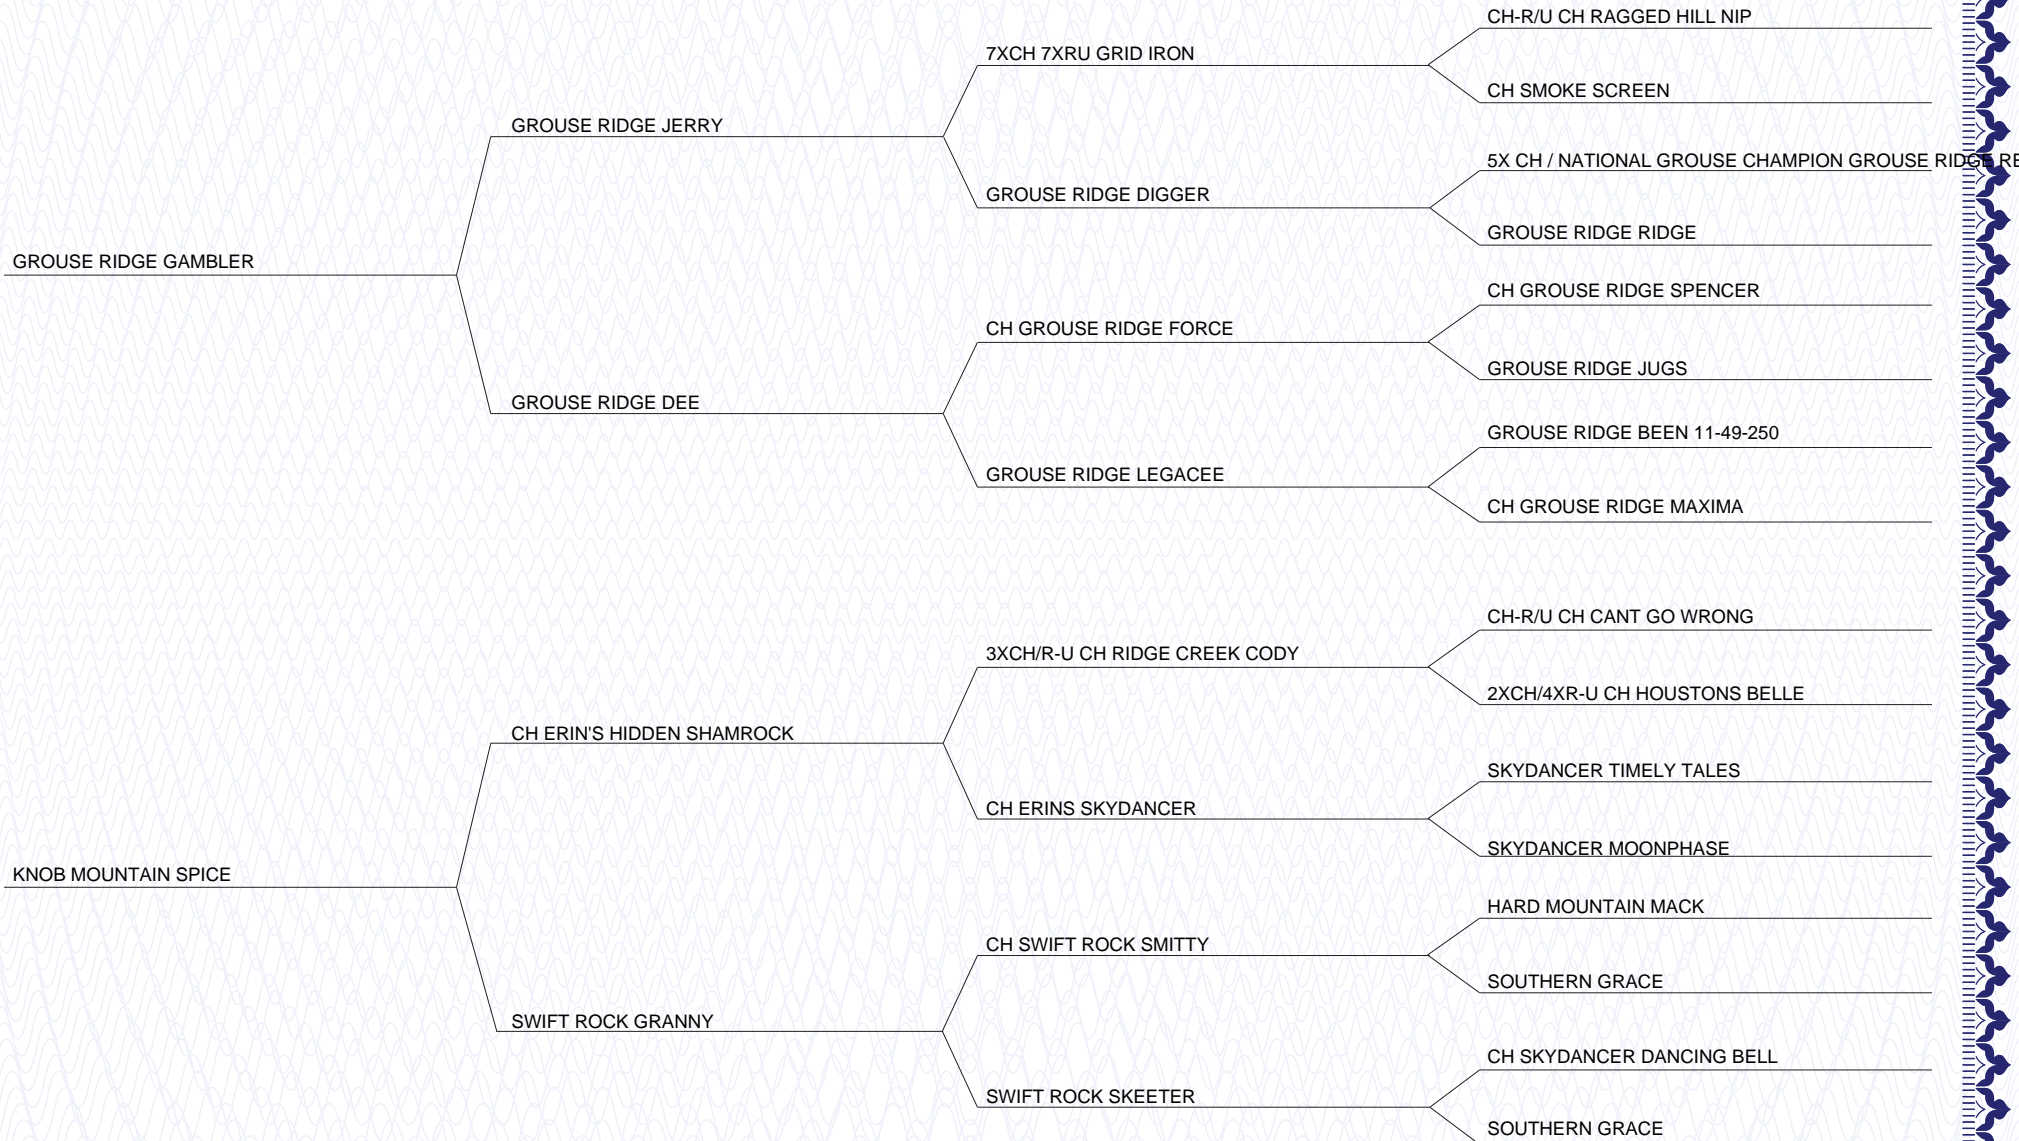 CH-R/U CH RAGGED HILL NIP
7XCH 7XRU GRID IRON
CH SMOKE SCREEN
GROUSE RIDGE JERRY
5X CH / NATIONAL GROUSE CHAMPION GROUSE RIDGE RE
GROUSE RIDGE DIGGER
GROUSE RIDGE RIDGE
GROUSE RIDGE GAMBLER
CH GROUSE RIDGE SPENCER
CH GROUSE RIDGE FORCE
GROUSE RIDGE JUGS
GROUSE RIDGE DEE
GROUSE RIDGE BEEN 11-49-250
GROUSE RIDGE LEGACEE
CH GROUSE RIDGE MAXIMA
CH-R/U CH CANT GO WRONG
3XCH/R-U CH RIDGE CREEK CODY
2XCH/4XR-U CH HOUSTONS BELLE
CH ERIN'S HIDDEN SHAMROCK
SKYDANCER TIMELY TALES
CH ERINS SKYDANCER
SKYDANCER MOONPHASE
KNOB MOUNTAIN SPICE
HARD MOUNTAIN MACK
CH SWIFT ROCK SMITTY
SOUTHERN GRACE
SWIFT ROCK GRANNY
CH SKYDANCER DANCING BELL
SWIFT ROCK SKEETER
SOUTHERN GRACE